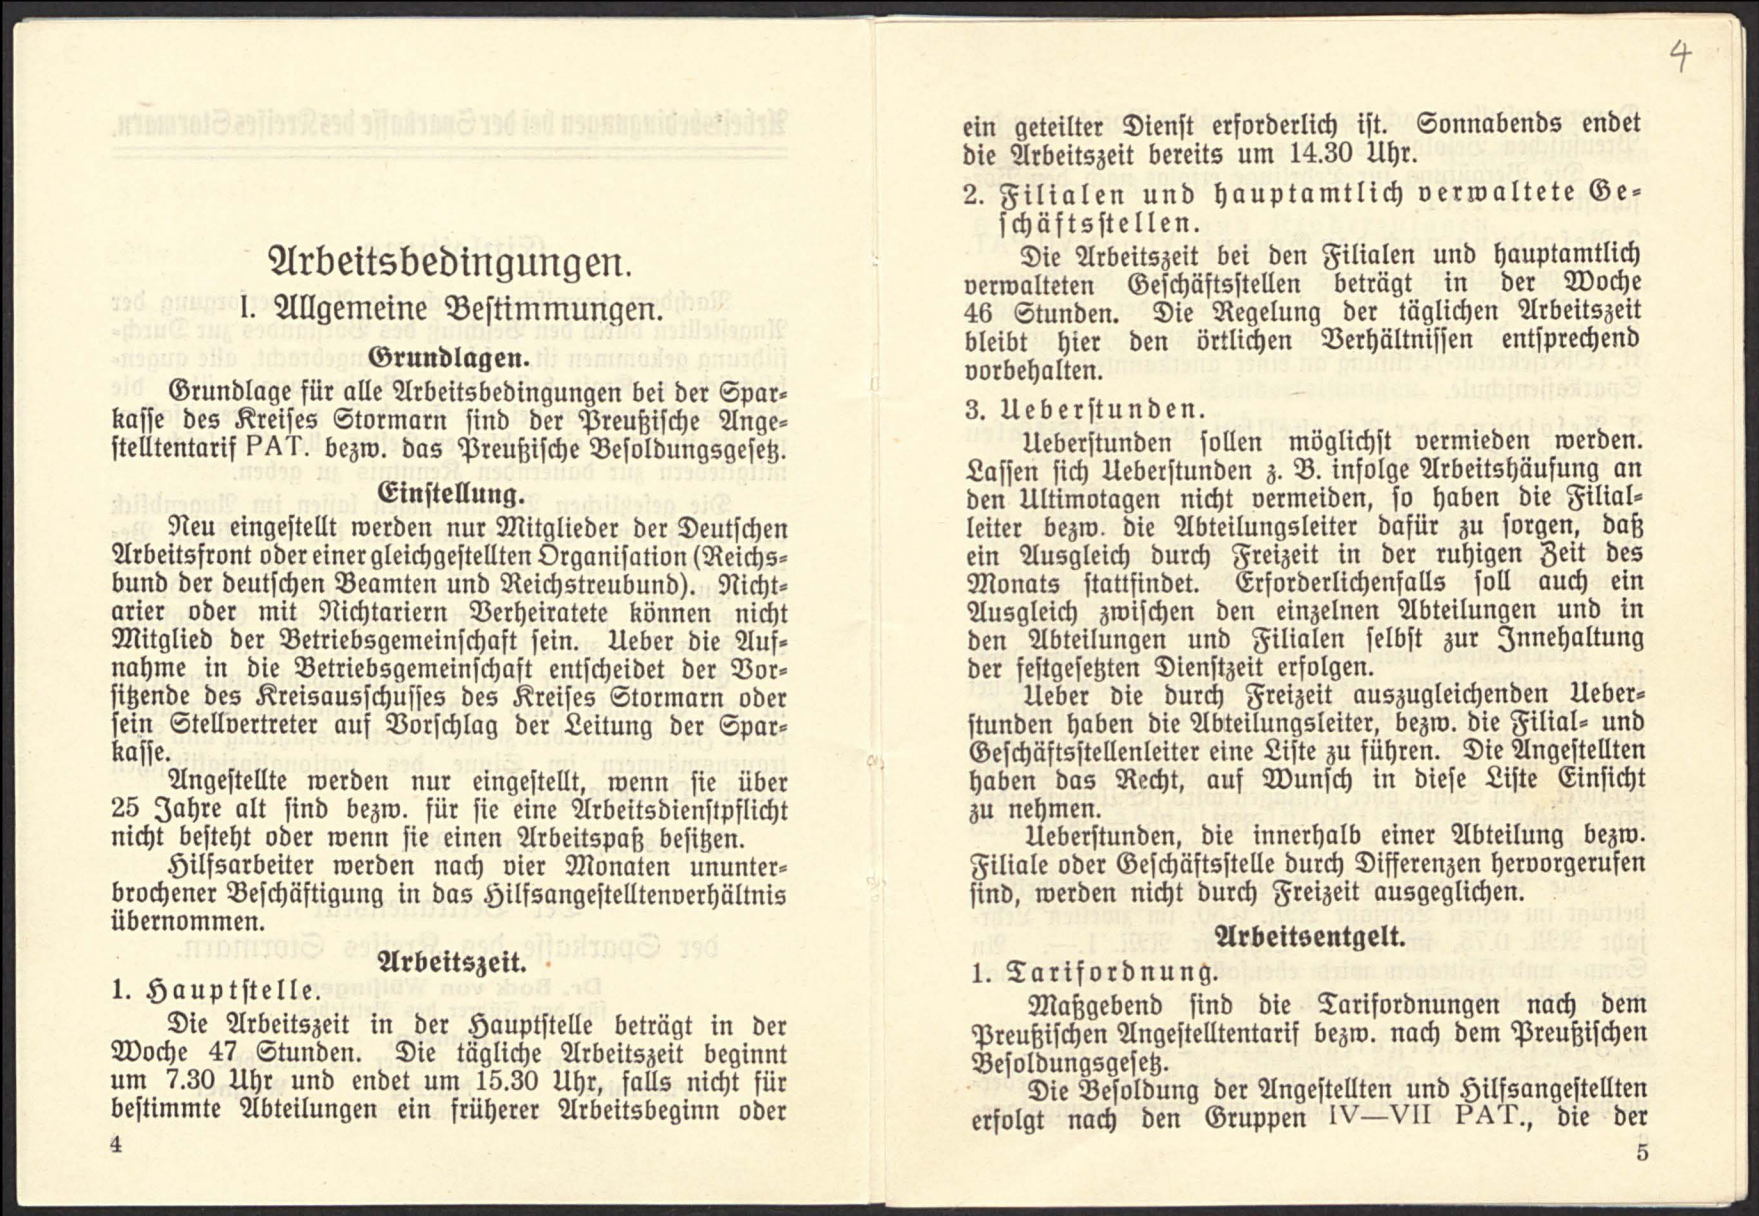 Arbeitsbedingungen.
I. Allgemeine Bestimmungen.
Grundlagen.
Grundlage für alle Arbeitsbedingungen bei der Spar-
kasse des Kreises Stormarn sind der Preußische Ange-
stelltentarif PAT. bezw. das Preußische Besoldungsgesetz.
Einstellung.
Neu eingestellt werden nur Mitglieder der Deutschen
Arbeitsfront oder einer gleichgestellten Organisation (Reichs-
bund der deutschen Beamten und Reichstreubund). Nicht-
arier oder mit Nichtariern Verheiratete können nicht
Mitglied der Betriebsgemeinschaft sein. Ueber die Auf-
nahme in die Betriebsgemeinschaft entscheidet der Vor-
sitzende des Kreisausschusses des Kreises Stormarn oder
sein Stellvertreter auf Vorschlag der Leitung der Spar-
kasse.
Angestellte werden nur eingestellt, wenn sie über
25 Jahre alt sind bezw. für sie eine Arbeitsdienstpflicht
nicht besteht oder wenn sie einen Arbeitspaß besitzen.
Hilfsarbeiter werden nach vier Monaten ununter-
brochener Beschäftigung in das Hilfsangestelltenverhältnis
übernommen.
Arbeitszeit.
1. Hauptstelle.
Die Arbeitszeit in der Hauptstelle beträgt in der
Woche 47 Stunden. Die tägliche Arbeitszeit beginnt
um 7.30 Uhr und endet um 15.30 Uhr, falls nicht für
bestimmte Abteilungen ein früherer Arbeitsbeginn oder
4
4
ein geteilter Dienst erforderlich ist. Sonnabends endet
die Arbeitszeit bereits um 14.30 Uhr.
2. Filialen und hauptamtlich verwaltete Ge-
schäftsstellen.
Die Arbeitszeit bei den Filialen und hauptamtlich
verwalteten Geschäftsstellen beträgt in der Woche
46 Stunden. Die Regelung der täglichen Arbeitszeit
bleibt hier den örtlichen Verhältnissen entsprechend
vorbehalten.
3. Ueberstunden.
Ueberstunden sollen möglichst vermieden werden.
Lassen sich Ueberstunden z. B. infolge Arbeitshäufung an
den Ultimotagen nicht vermeiden, so haben die Filial-
leiter bezw. die Abteilungsleiter dafür zu sorgen, daß
ein Ausgleich durch Freizeit in der ruhigen Zeit des
Monats stattfindet. Erforderlichenfalls soll auch ein
Ausgleich zwischen den einzelnen Abteilungen und in
den Abteilungen und Filialen selbst zur Innehaltung
der festgesetzten Dienstzeit erfolgen.
Ueber die durch Freizeit auszugleichenden Ueber-
stunden haben die Abteilungsleiter, bezw. die Filial- und
Geschäftsstellenleiter eine Liste zu führen. Die Angestellten
haben das Recht, auf Wunsch in diese Liste Einsicht
zu nehmen.
Ueberstunden, die innerhalb einer Abteilung bezw.
Filiale oder Geschäftsstelle durch Differenzen hervorgerufen
sind, werden nicht durch Freizeit ausgeglichen.
Arbeitsentgelt.
1. Tarifordnung.
Maßgebend sind die Tarifordnungen nach dem
Preußischen Angestelltentarif bezw. nach dem Preußischen
Besoldungsgesetz.
Die Besoldung der Angestellten und Hilfsangestellten
erfolgt nach den Gruppen IV—VII PAT., die der
5